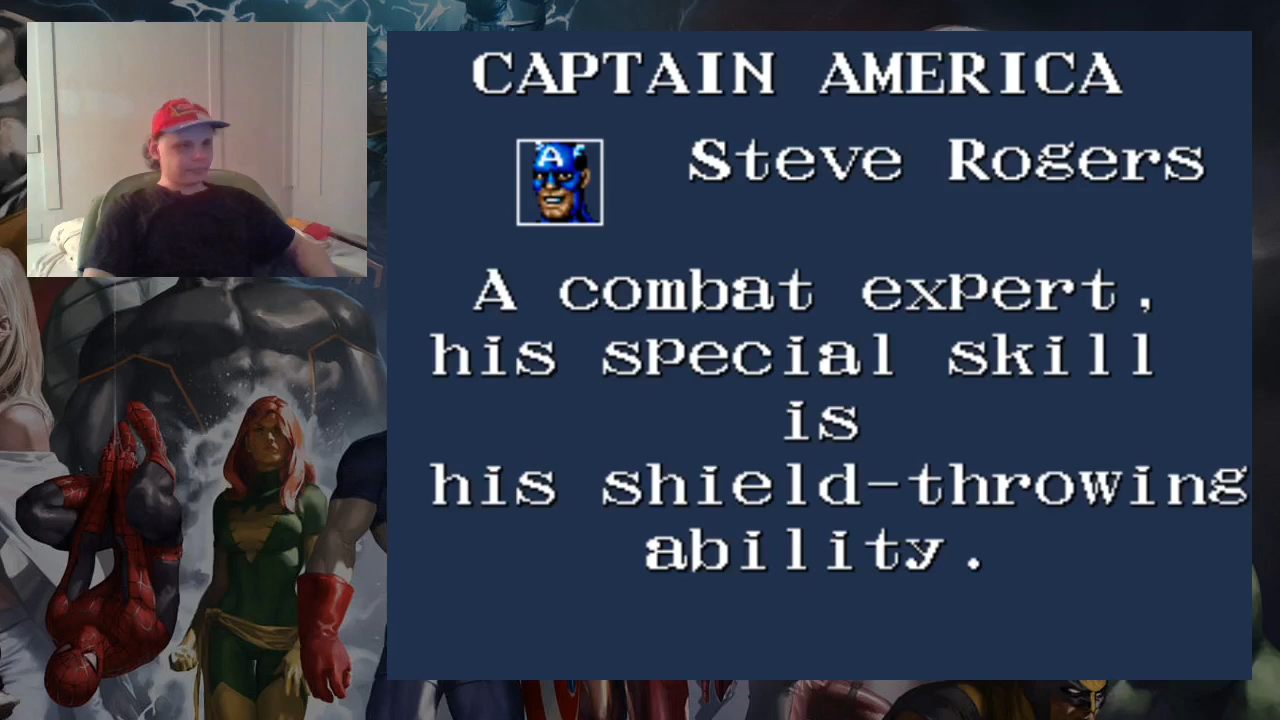 CAPTAIN AMERICA
Steve Rogers
A combat expert,
his special skill
is
his shield-throwing
ability.